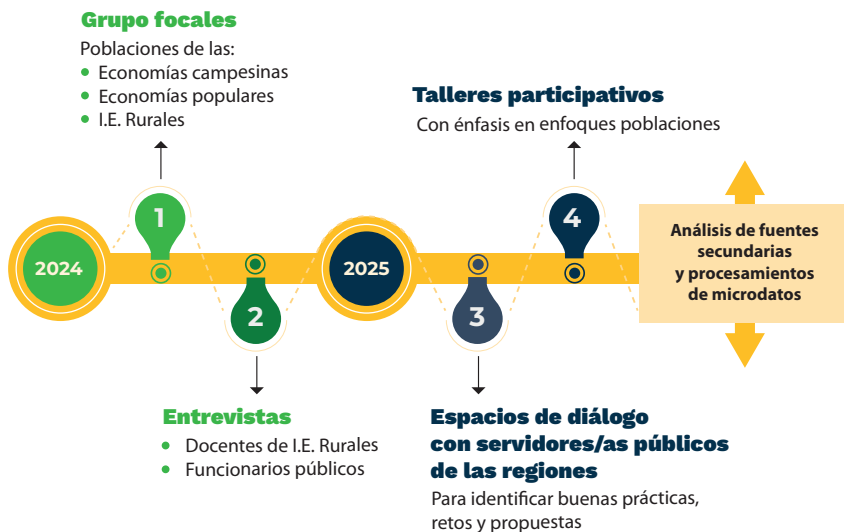 Grupo focales
Poblaciones de las:
Economías campesinas
Economías populares
I.E. Rurales
Talleres participativos
Con énfasis en enfoques poblaciones
1
4
2024
2025
Análisis de fuentes
secundarias
y procesamientos
de microdatos
2
3
Entrevistas
Docentes de I.E. Rurales
Funcionarios públicos
Espacios de diálogo
con servidores/as públicos
de las regiones
Para identificar buenas prácticas,
retos y propuestas